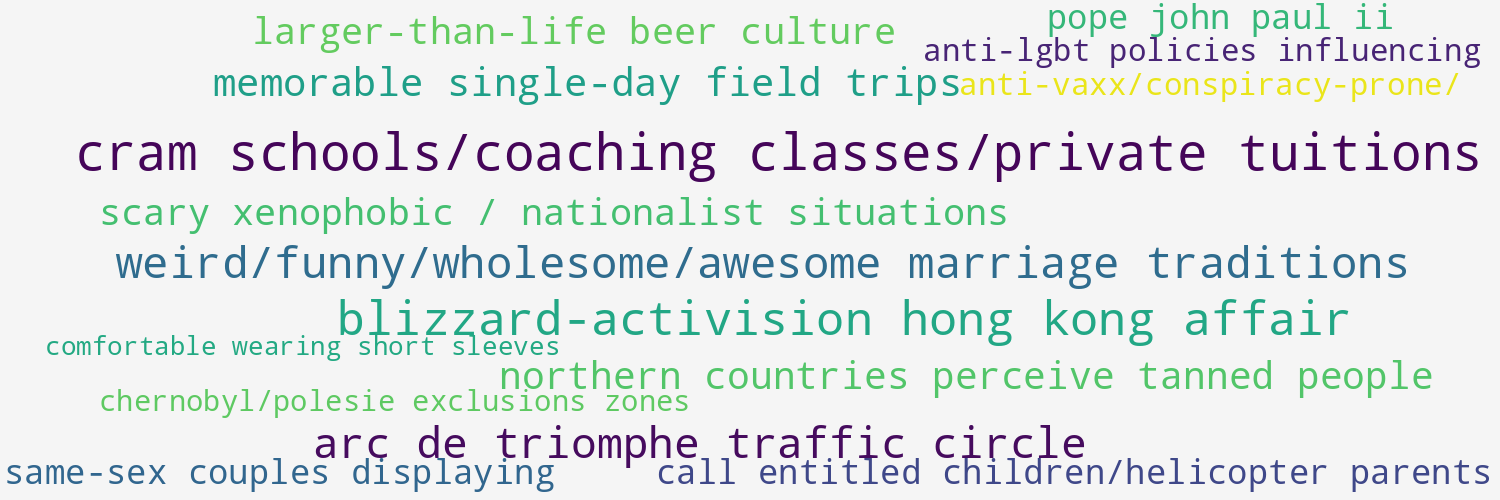 larger-than-life beer culture
pope john paul ii
anti-lgbt policies influencing
memorable single-day field trips
anti-vaxx/conspiracy-prone/
cram schools/coaching classes/private tuitions
scary xenophobic / nationalist situations
weird/funny/wholesome/awesome marriage traditions
blizzard-activision hong kong affair
comfortable wearing short sleeves
northern countries perceive tanned people
chernobyl/polesie exclusions zones
arc de triomphe traffic circle
same-sex couples displaying
call entitled children/helicopter parents